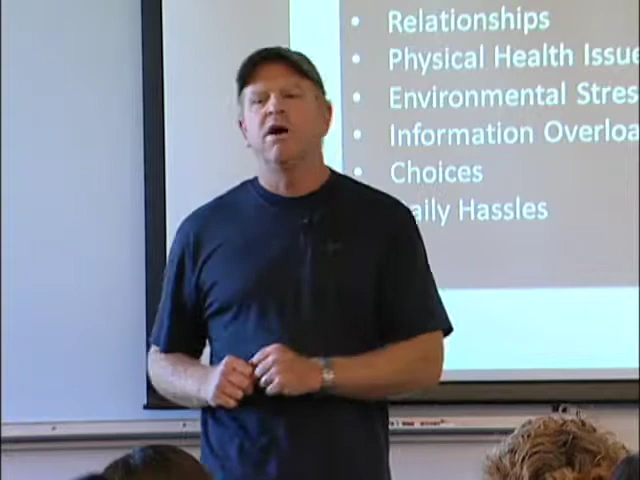 • Relationships
• Physical Health Issue
• Environmental Stres
• Information Overloa
• Choices
aily Hassles